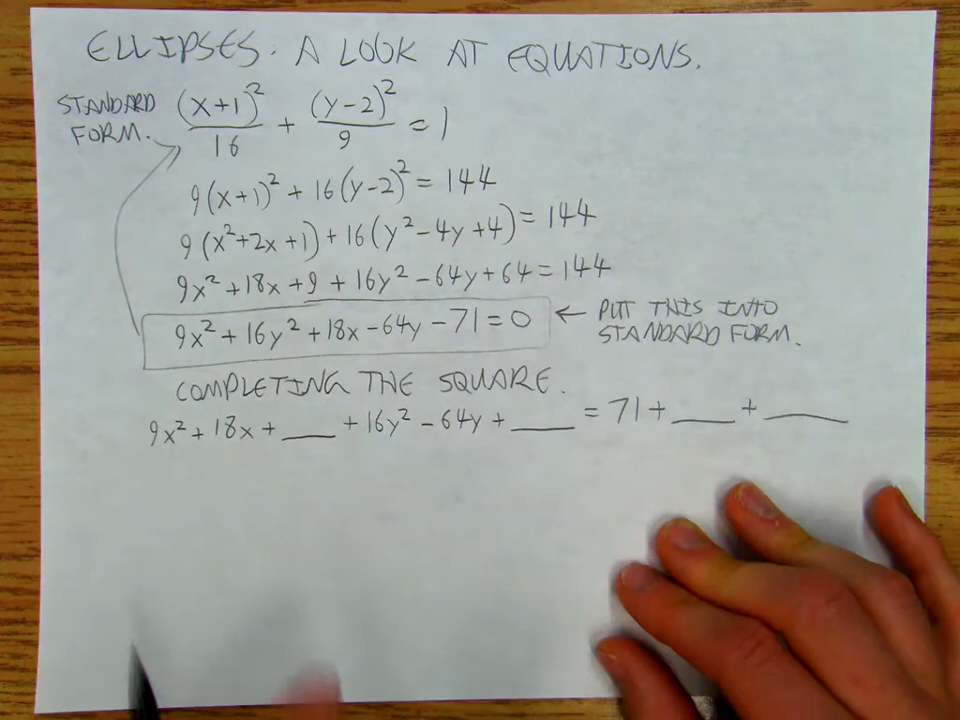 ELLIPSES. A LOOK AT EQUATIONS.
STANDARD FORM. (x+1)²/16 + (y-2)²/9 = 1
9(x+1)² + 16(y-2)² = 144
9(x²+2x+1) + 16(y²-4y+4) = 144
9x²+18x+9+16y²-64y+64=144
9x²+16y²+18x-64y-71=0 ← PUT THIS INTO STANDARD FORM.
COMPLETING THE SQUARE.
9x²+18x+___+16y²-64y+___=71+___+___